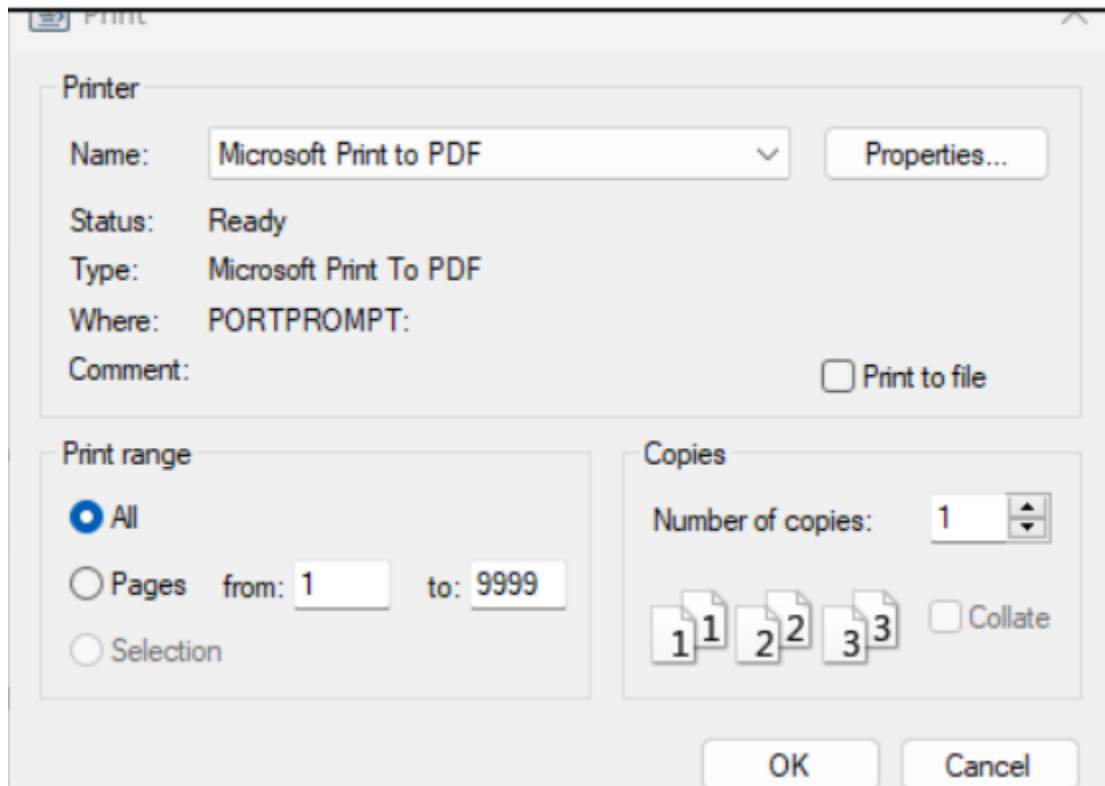 Print
Printer
Name: Microsoft Print to PDF Properties...
Status: Ready
Type: Microsoft Print To PDF
Where: PORTPROMPT:
Comment:
Print to file
Print range
All
Pages from: 1 to: 9999
Selection
Copies
Number of copies: 1
1 1 2 2 3 3 Collate
OK Cancel